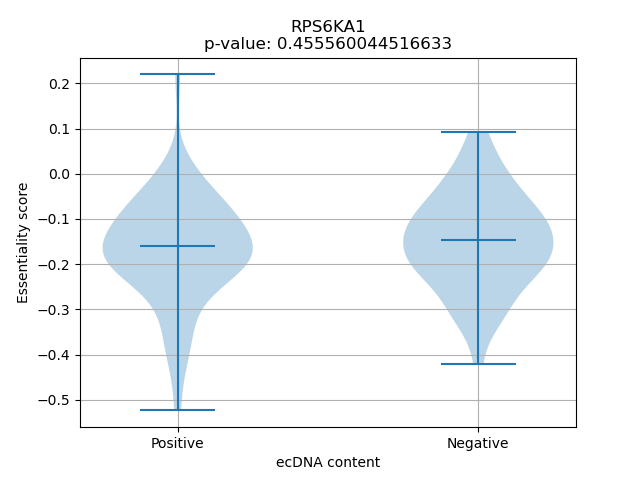 RPS6KA1
p-value: 0.455560044516633
Essentiality score
0.2
0.1
0.0
−0.1
−0.2
−0.3
−0.4
−0.5
Positive
Negative
ecDNA content